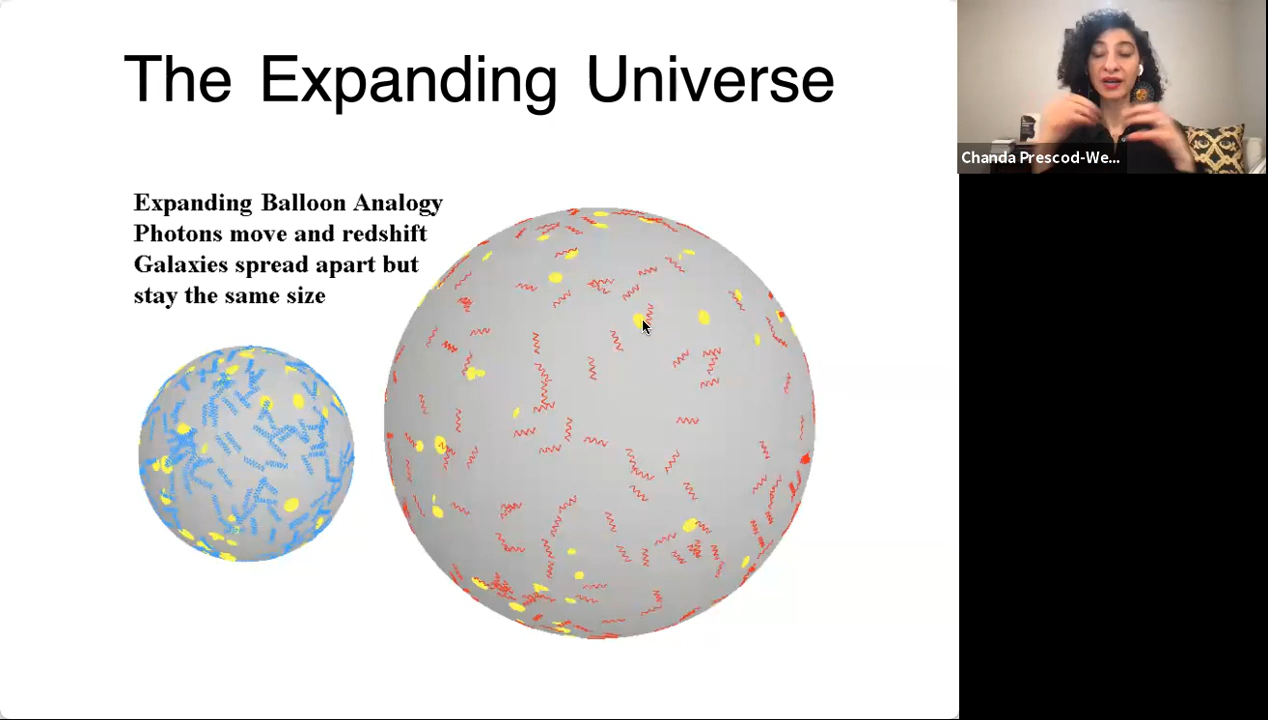 The Expanding Universe
Expanding Balloon Analogy
Photons move and redshift
Galaxies spread apart but
stay the same size
Chanda Prescod-We...